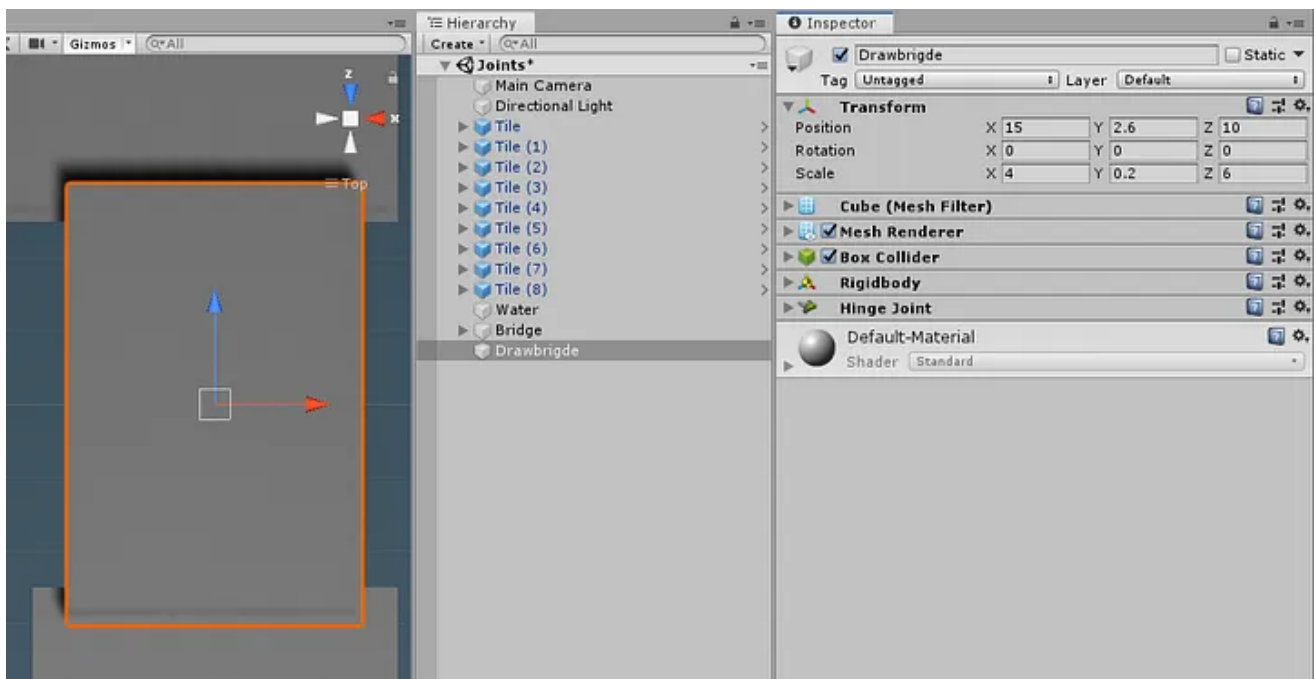 Gizmos
All
z
x
Top
Hierarchy
Create
All
Joints*
Main Camera
Directional Light
Tile
Tile (1)
Tile (2)
Tile (3)
Tile (4)
Tile (5)
Tile (6)
Tile (7)
Tile (8)
Water
Bridge
Drawbrigde
Inspector
Drawbrigde Static
Tag Untagged Layer Default
Transform
Position X 15 Y 2.6 Z 10
Rotation X 0 Y 0 Z 0
Scale X 4 Y 0.2 Z 6
Cube (Mesh Filter)
Mesh Renderer
Box Collider
Rigidbody
Hinge Joint
Default-Material
Shader Standard